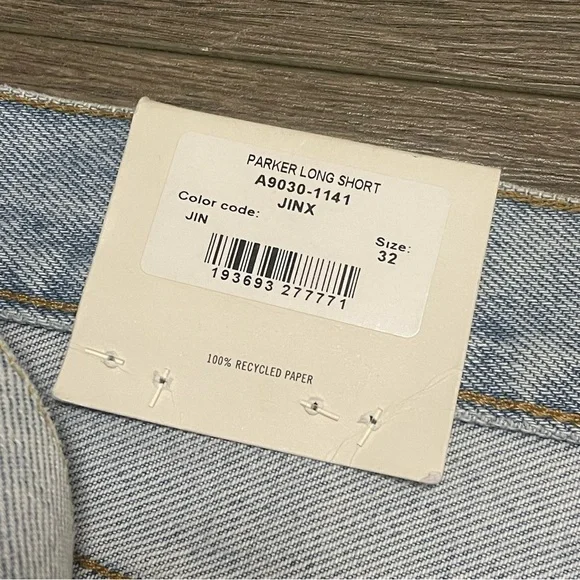 PARKER LONG SHORT
A9030-1141
Color code: JINX
JIN
Size:
32
193693 277771
100% RECYCLED PAPER